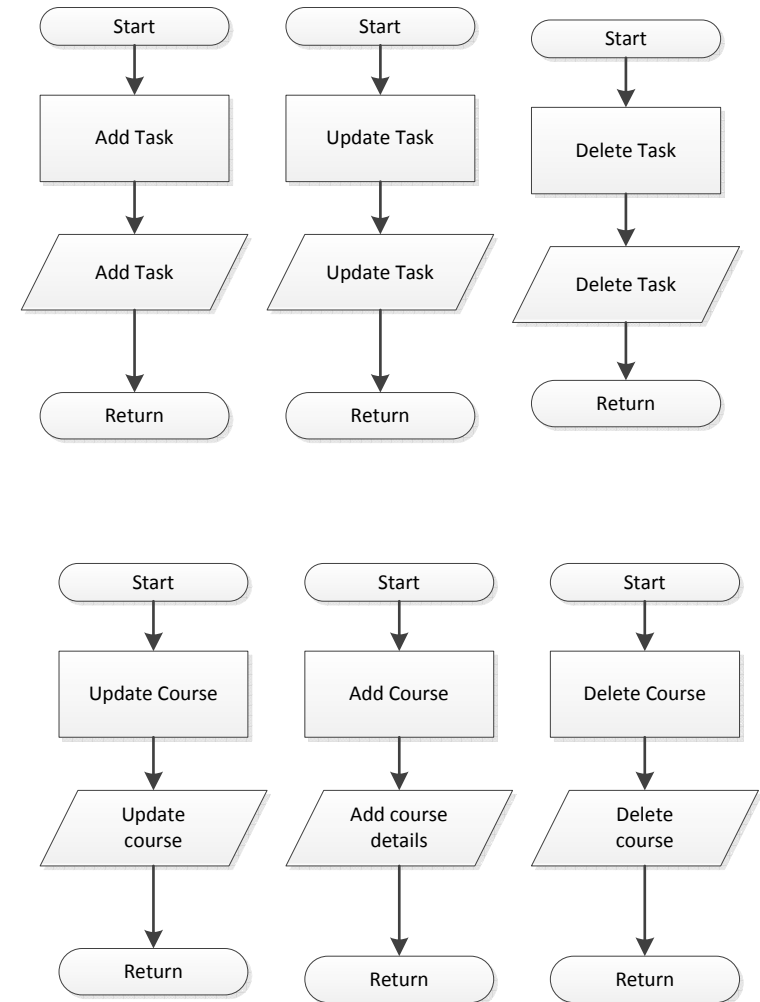 Start
Add Task
Add Task
Return
Start
Update Task
Update Task
Return
Start
Delete Task
Delete Task
Return
Start
Update Course
Update
course
Return
Start
Add Course
Add course
details
Return
Start
Delete Course
Delete
course
Return